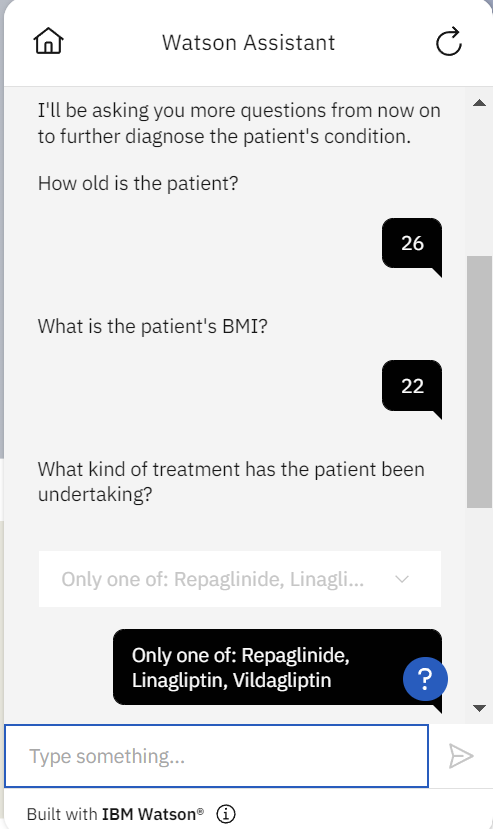 Watson Assistant
I'll be asking you more questions from now on
to further diagnose the patient's condition.
How old is the patient?
26
What is the patient's BMI?
22
What kind of treatment has the patient been
undertaking?
Only one of: Repaglinide, Linagli...
Only one of: Repaglinide,
Linagliptin, Vildagliptin
?
Type something...
Built with IBM Watson®